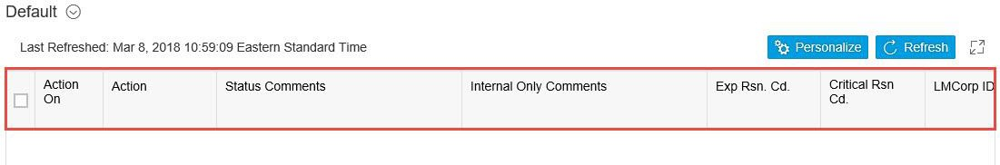 Default
Last Refreshed: Mar 8, 2018 10:59:09 Eastern Standard Time
Personalize
Refresh
Action
On
Action
Status Comments
Internal Only Comments
Exp Rsn. Cd.
Critical Rsn
Cd.
LMCorp ID